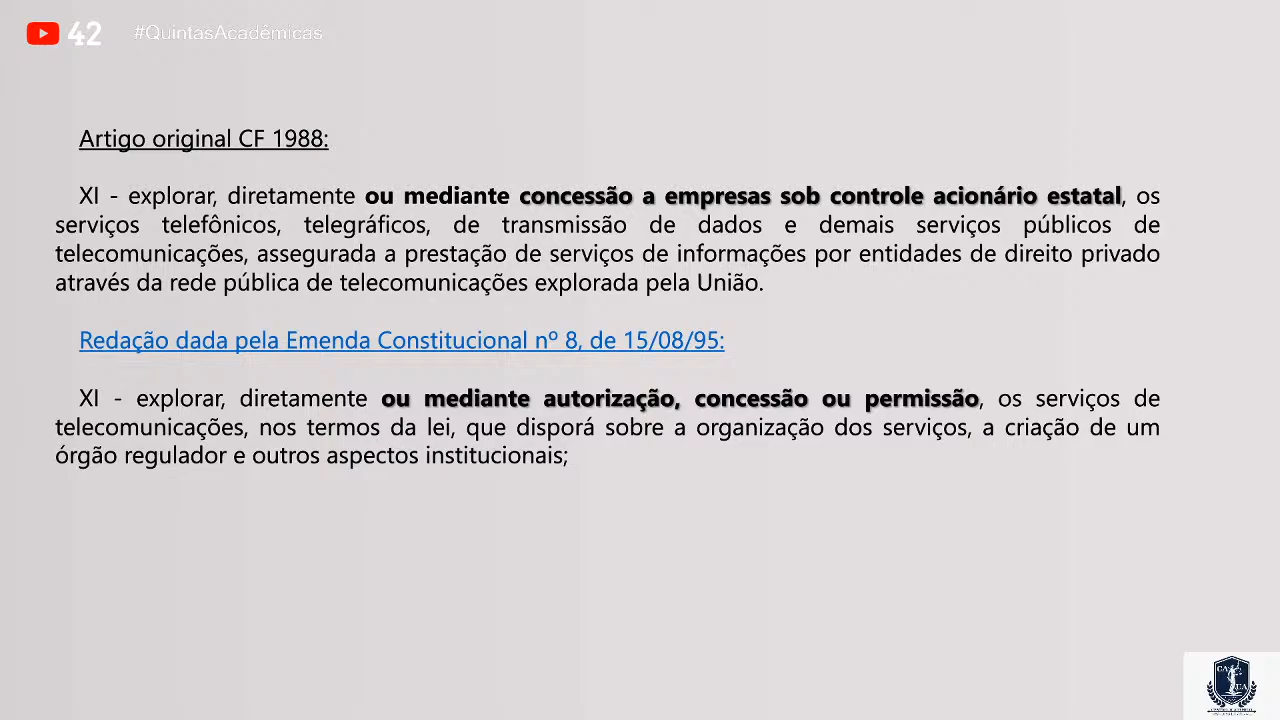 42 #QuintasAcadêmicas
Artigo original CF 1988:
XI - explorar, diretamente ou mediante concessão a empresas sob controle acionário estatal, os
serviços telefônicos, telegráficos, de transmissão de dados e demais serviços públicos de
telecomunicações, assegurada a prestação de serviços de informações por entidades de direito privado
através da rede pública de telecomunicações explorada pela União.
Redação dada pela Emenda Constitucional nº 8, de 15/08/95:
XI - explorar, diretamente ou mediante autorização, concessão ou permissão, os serviços de
telecomunicações, nos termos da lei, que disporá sobre a organização dos serviços, a criação de um
órgão regulador e outros aspectos institucionais;